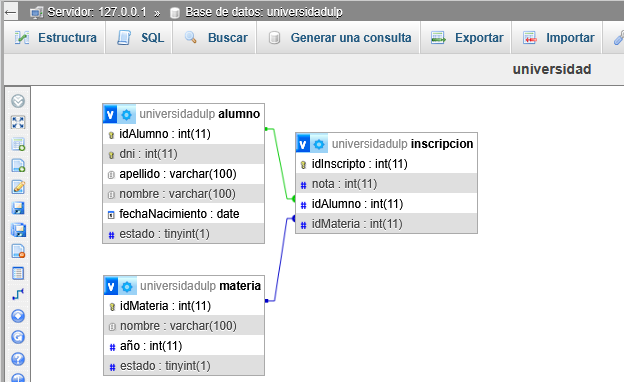 Servidor: 127.0.0.1 » Base de datos: universidadulp
Estructura SQL Buscar Generar una consulta Exportar Importar
universidad
v universidadulp alumno
idAlumno : int(11)
dni : int(11)
apellido : varchar(100)
nombre : varchar(100)
fechaNacimiento : date
# estado : tinyint(1)
v universidadulp inscripcion
idInscripto : int(11)
# nota : int(11)
# idAlumno : int(11)
# idMateria : int(11)
v universidadulp materia
idMateria : int(11)
nombre : varchar(100)
# año : int(11)
# estado : tinyint(1)